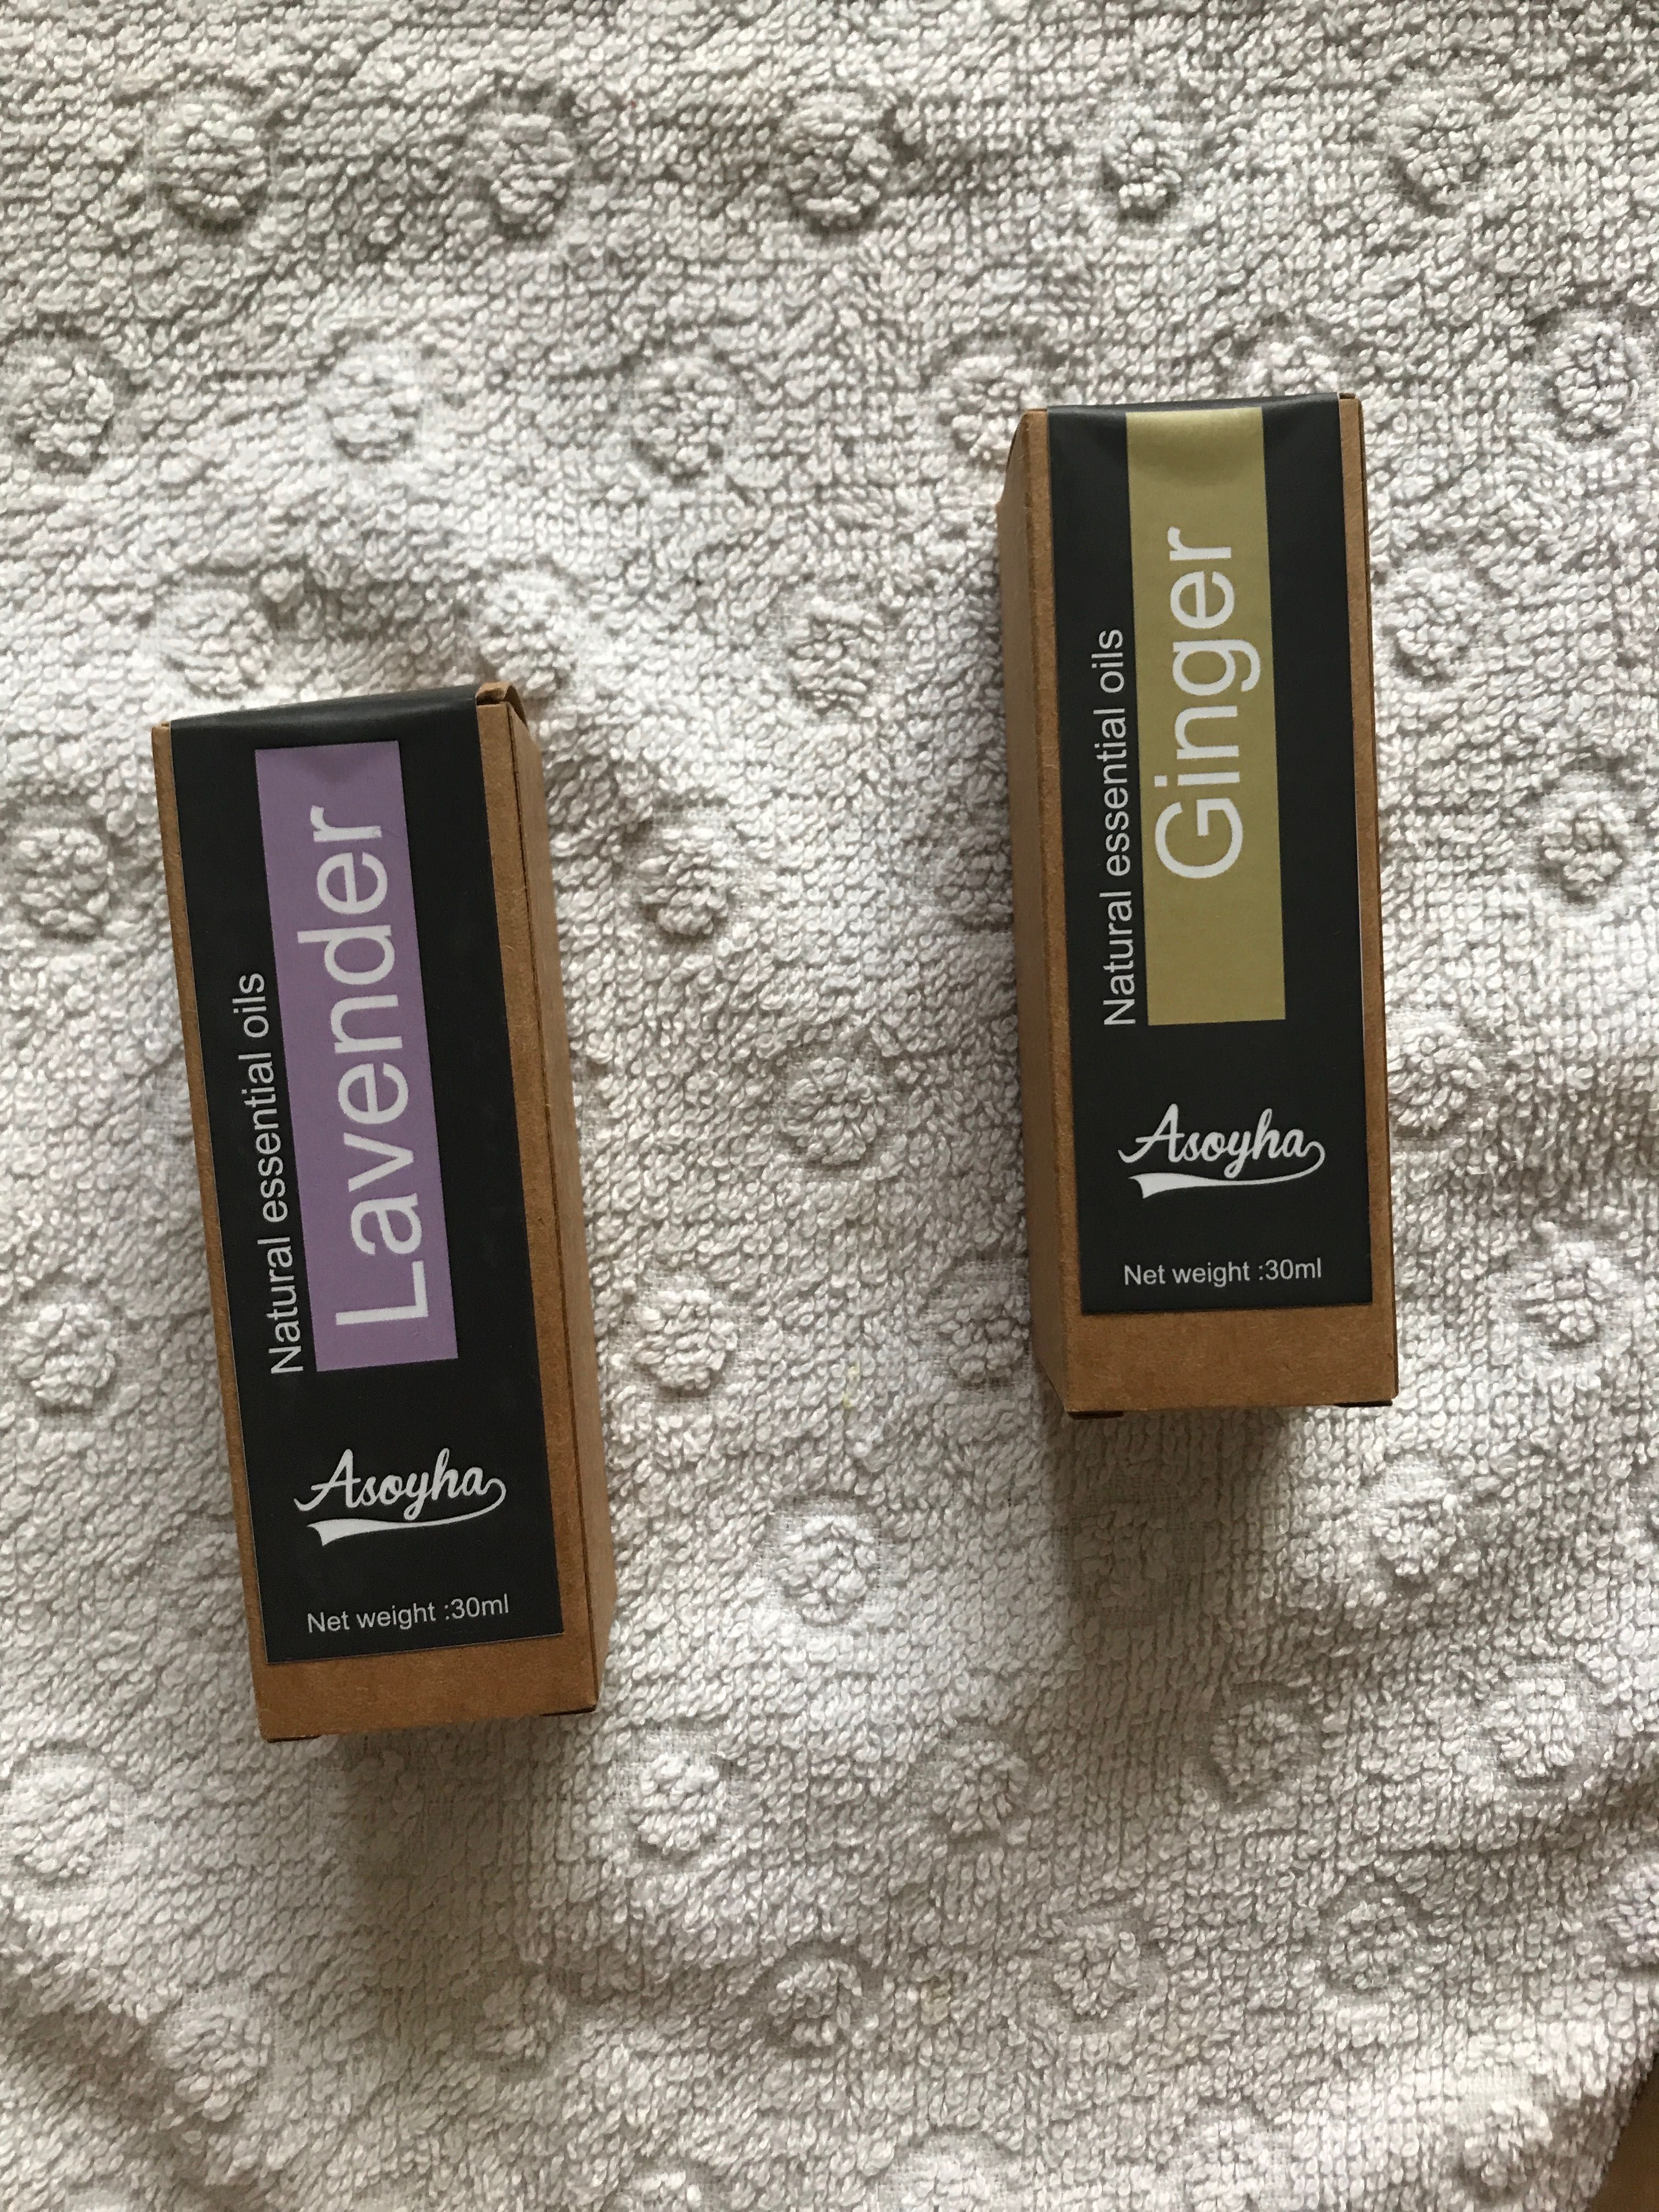 Natural essential oils
Lavender
Asoyha
Net weight :30ml
Natural essential oils
Ginger
Asoyha
Net weight :30ml